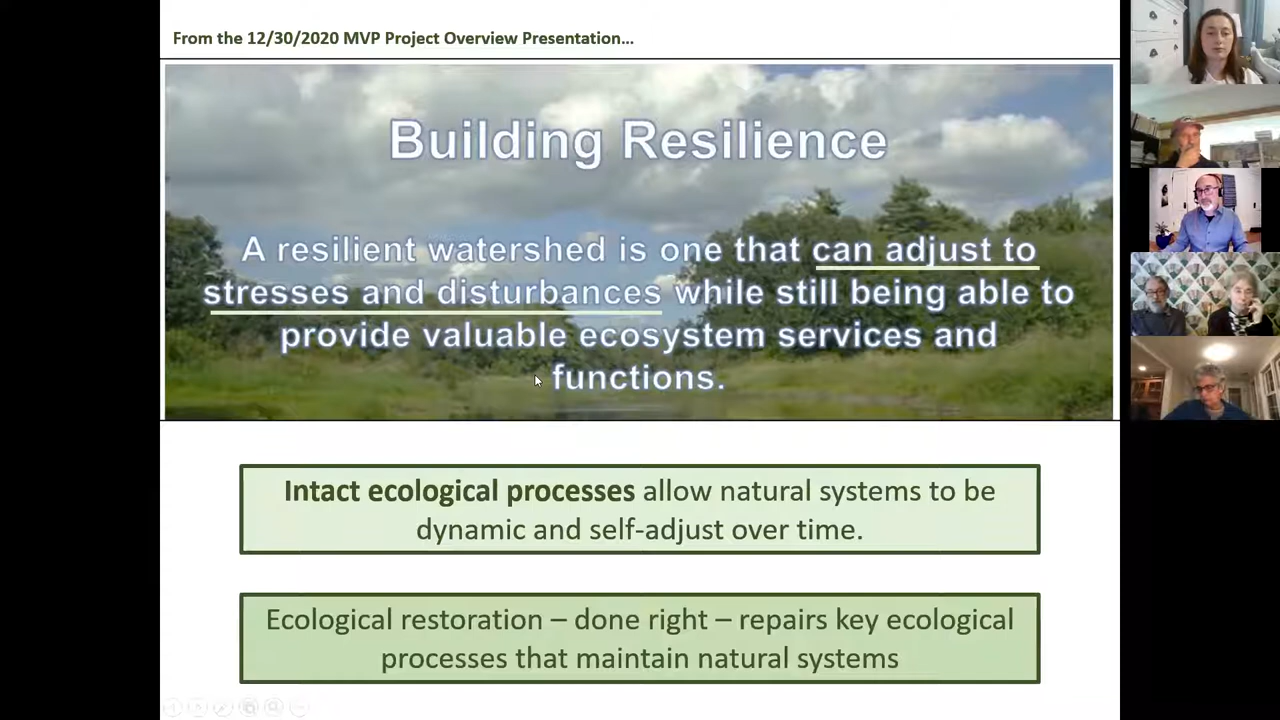 From the 12/30/2020 MVP Project Overview Presentation…
Building Resilience
A resilient watershed is one that can adjust to
stresses and disturbances while still being able to
provide valuable ecosystem services and
functions.
Intact ecological processes allow natural systems to be
dynamic and self-adjust over time.
Ecological restoration – done right – repairs key ecological
processes that maintain natural systems